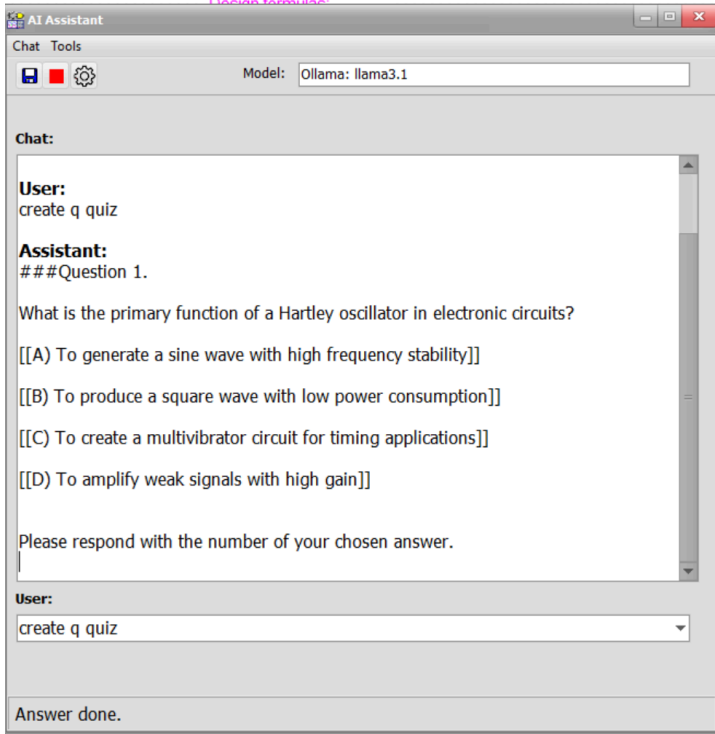 Design formulas:
AI Assistant
Chat Tools
Model: Ollama: llama3.1
Chat:
User:
create q quiz
Assistant:
###Question 1.
What is the primary function of a Hartley oscillator in electronic circuits?
[[A) To generate a sine wave with high frequency stability]]
[[B) To produce a square wave with low power consumption]]
[[C) To create a multivibrator circuit for timing applications]]
[[D) To amplify weak signals with high gain]]
Please respond with the number of your chosen answer.
User:
create q quiz
Answer done.